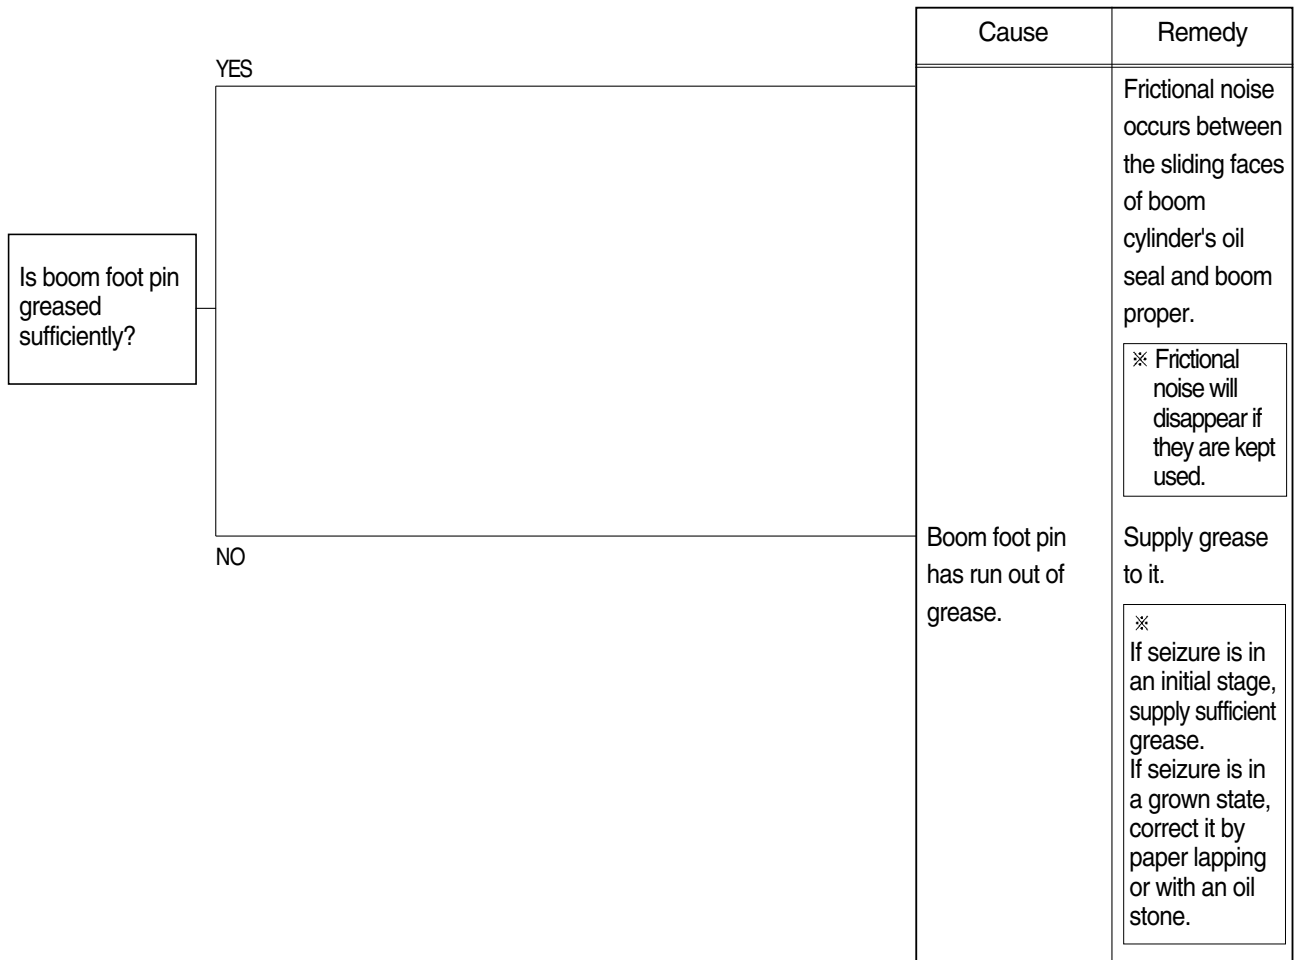 Cause
Remedy
YES
Frictional noise
occurs between
the sliding faces
of boom
cylinder's oil
seal and boom
proper.
※ Frictional
noise will
disappear if
they are kept
used.
Is boom foot pin
greased
sufficiently?
NO
Boom foot pin
has run out of
grease.
Supply grease
to it.
※
If seizure is in
an initial stage,
supply sufficient
grease.
If seizure is in
a grown state,
correct it by
paper lapping
or with an oil
stone.